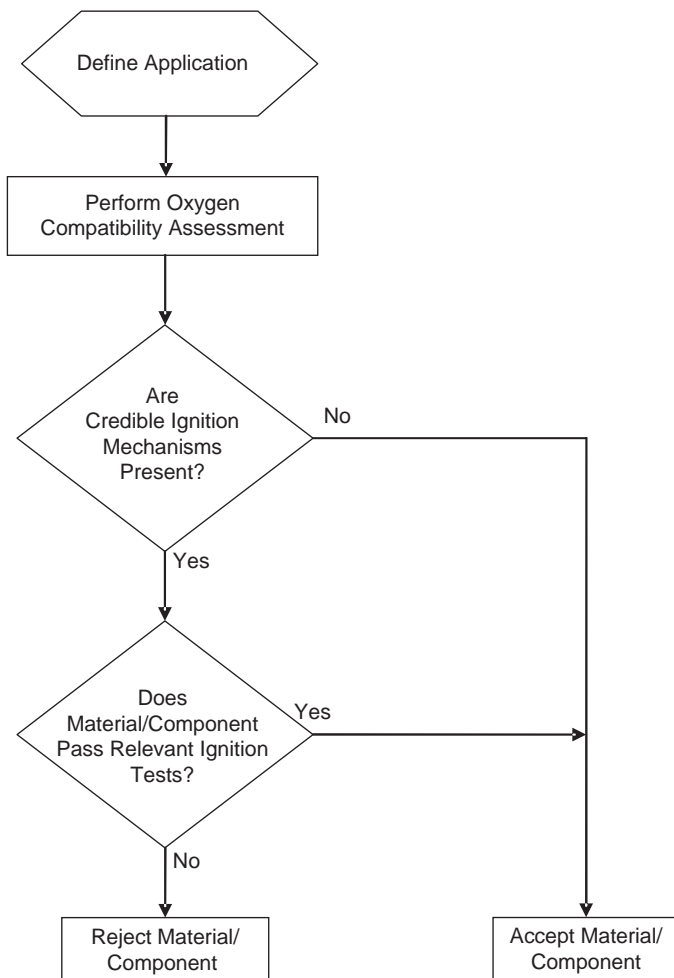 Define Application
Perform Oxygen
Compatibility Assessment
Are
Credible Ignition
Mechanisms
Present?
No
Yes
Does
Material/Component
Pass Relevant Ignition
Tests?
Yes
No
Reject Material/
Component
Accept Material/
Component